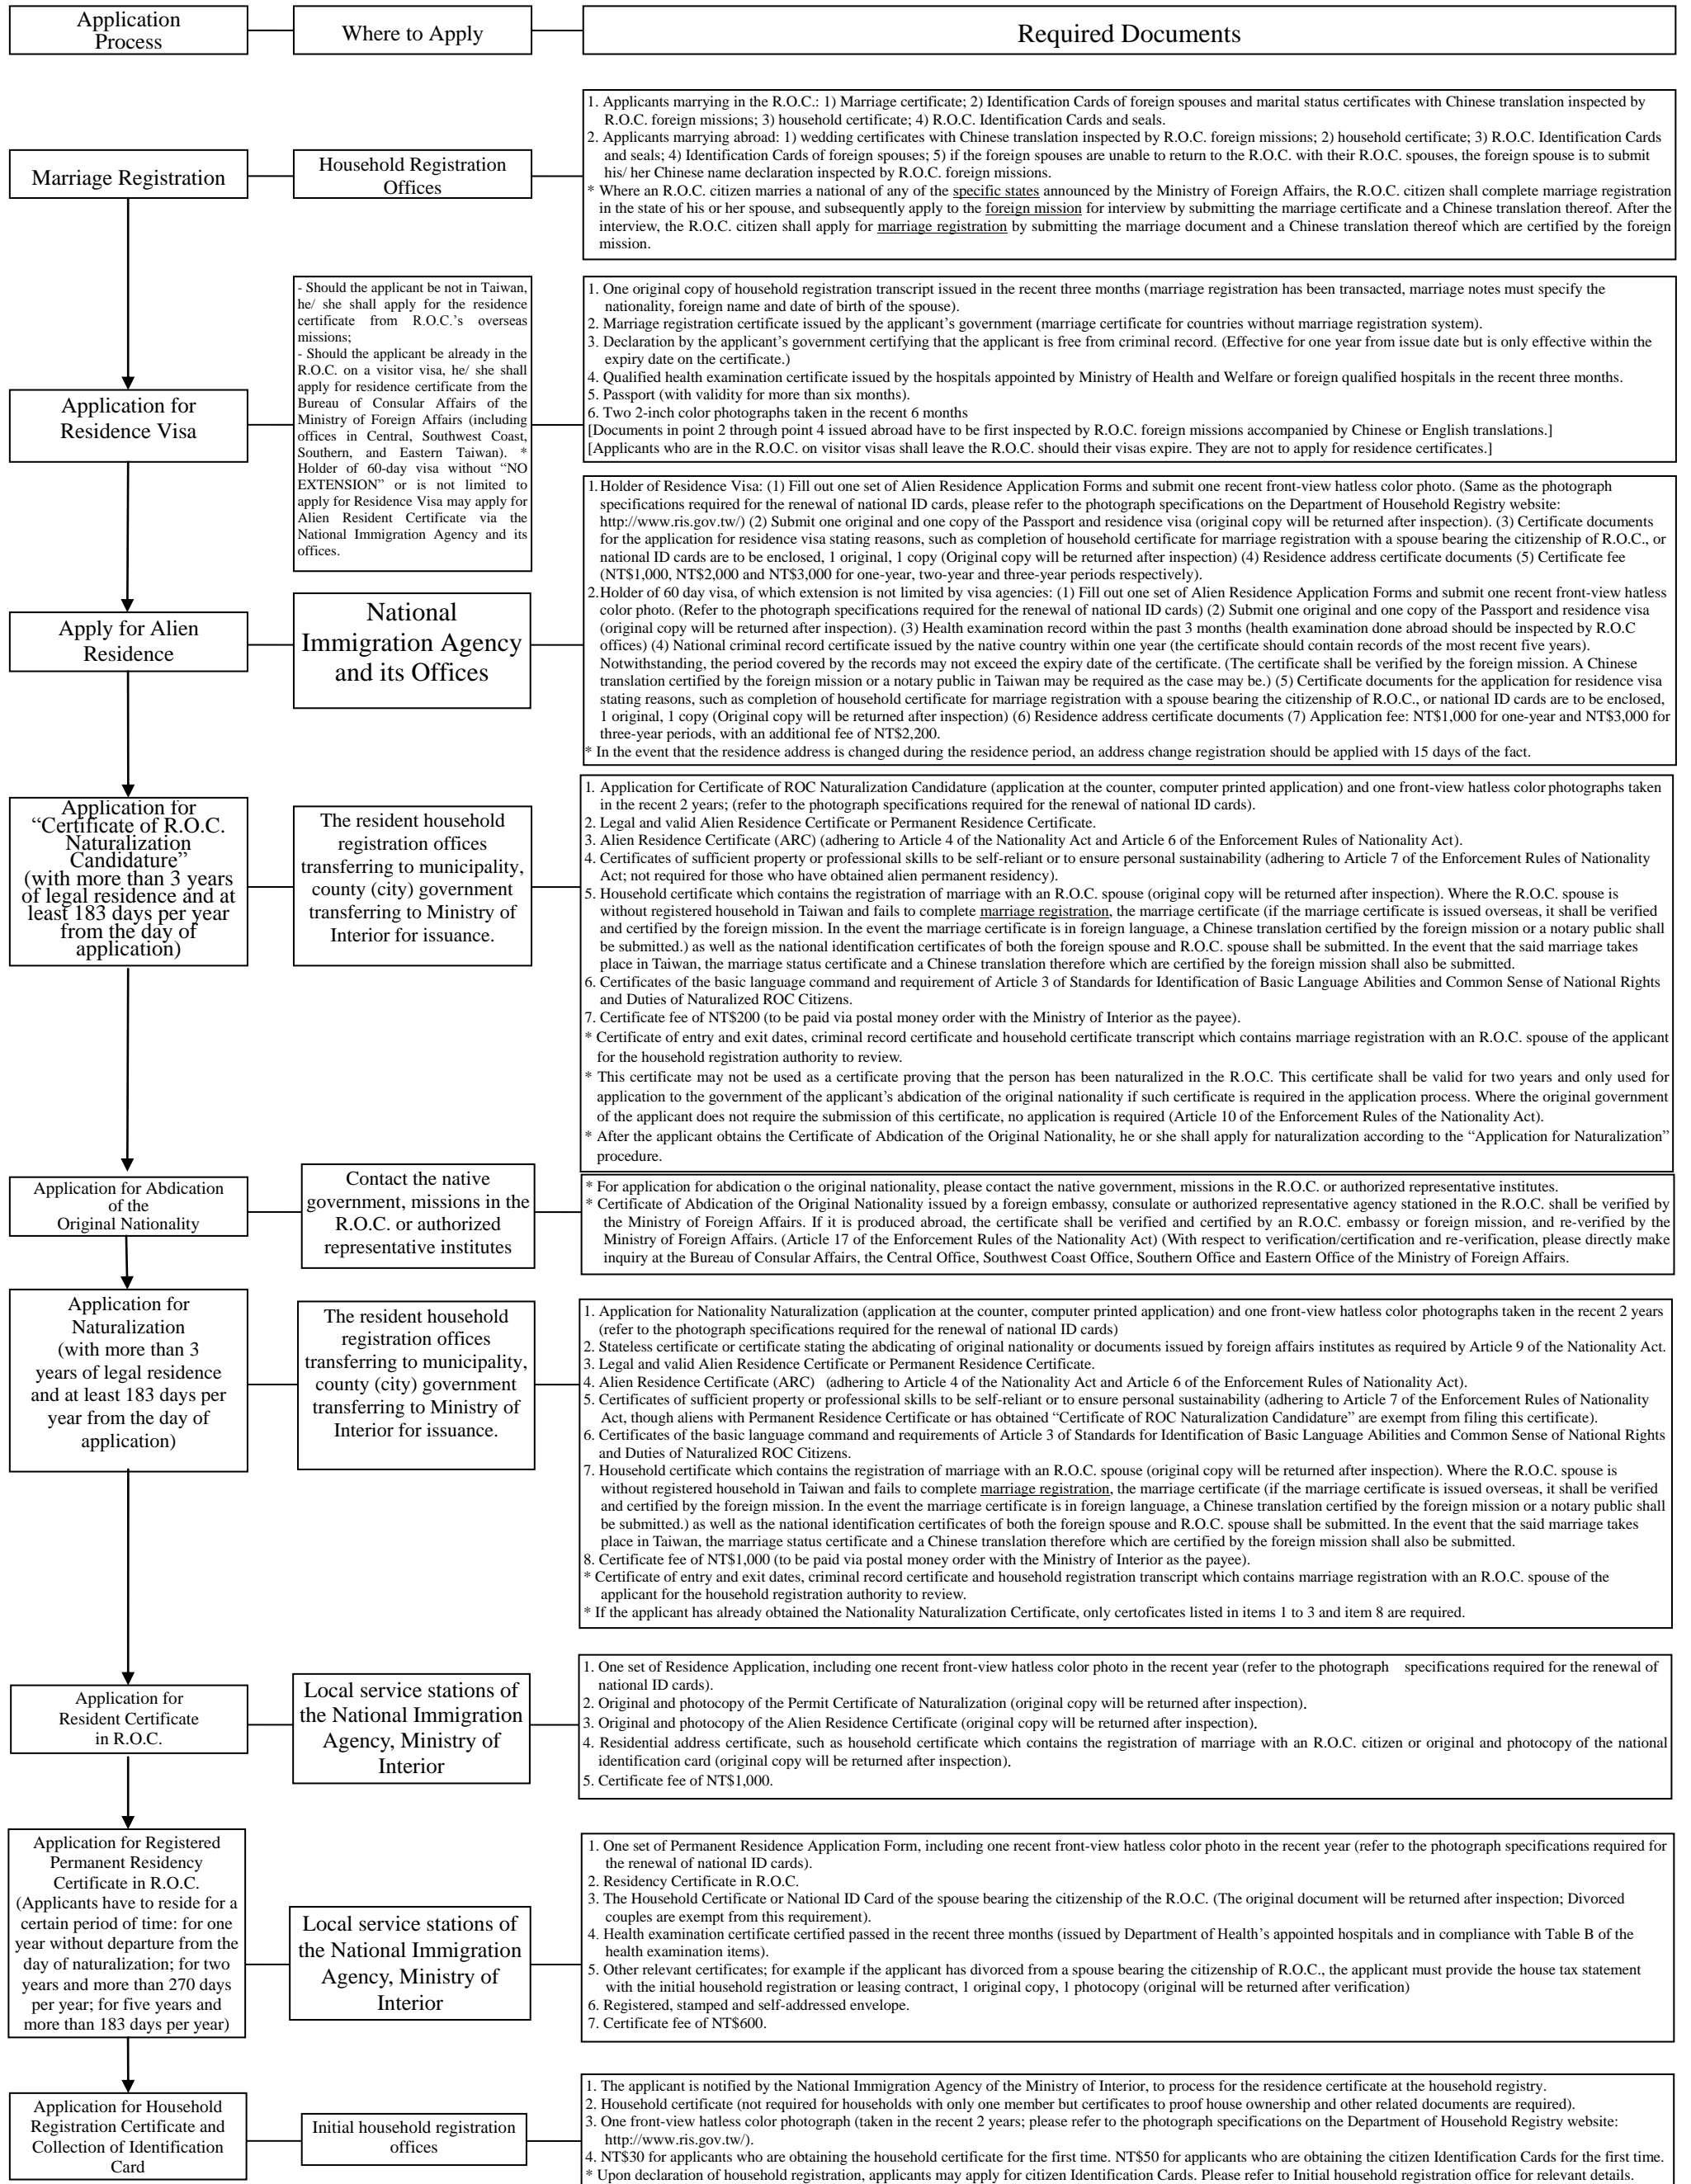 Application
Process
Where to Apply
Required Documents
Marriage Registration
Household Registration
Offices
1. Applicants marrying in the R.O.C.: 1) Marriage certificate; 2) Identification Cards of foreign spouses and marital status certificates with Chinese translation inspected by
R.O.C. foreign missions; 3) household certificate; 4) R.O.C. Identification Cards and seals.
2. Applicants marrying abroad: 1) wedding certificates with Chinese translation inspected by R.O.C. foreign missions; 2) household certificate; 3) R.O.C. Identification Cards
and seals; 4) Identification Cards of foreign spouses; 5) if the foreign spouses are unable to return to the R.O.C. with their R.O.C. spouses, the foreign spouse is to submit
his/ her Chinese name declaration inspected by R.O.C. foreign missions.
* Where an R.O.C. citizen marries a national of any of the specific states announced by the Ministry of Foreign Affairs, the R.O.C. citizen shall complete marriage registration
in the state of his or her spouse, and subsequently apply to the foreign mission for interview by submitting the marriage certificate and a Chinese translation thereof. After the
interview, the R.O.C. citizen shall apply for marriage registration by submitting the marriage document and a Chinese translation thereof which are certified by the foreign
mission.
Application for
Residence Visa
- Should the applicant be not in Taiwan,
he/ she shall apply for the residence
certificate from R.O.C.'s overseas
missions;
- Should the applicant be already in the
R.O.C. on a visitor visa, he/ she shall
apply for residence certificate from the
Bureau of Consular Affairs of the
Ministry of Foreign Affairs (including
offices in Central, Southwest Coast,
Southern, and Eastern Taiwan). *
Holder of 60-day visa without “NO
EXTENSION” or is not limited to
apply for Residence Visa may apply for
Alien Resident Certificate via the
National Immigration Agency and its
offices.
1. One original copy of household registration transcript issued in the recent three months (marriage registration has been transacted, marriage notes must specify the
nationality, foreign name and date of birth of the spouse).
2. Marriage registration certificate issued by the applicant's government (marriage certificate for countries without marriage registration system).
3. Declaration by the applicant's government certifying that the applicant is free from criminal record. (Effective for one year from issue date but is only effective within the
expiry date on the certificate.)
4. Qualified health examination certificate issued by the hospitals appointed by Ministry of Health and Welfare or foreign qualified hospitals in the recent three months.
5. Passport (with validity for more than six months).
6. Two 2-inch color photographs taken in the recent 6 months
[Documents in point 2 through point 4 issued abroad have to be first inspected by R.O.C. foreign missions accompanied by Chinese or English translations.]
[Applicants who are in the R.O.C. on visitor visas shall leave the R.O.C. should their visas expire. They are not to apply for residence certificates.]
Apply for Alien
Residence
National
Immigration Agency
and its Offices
1. Holder of Residence Visa: (1) Fill out one set of Alien Residence Application Forms and submit one recent front-view hatless color photo. (Same as the photograph
specifications required for the renewal of national ID cards, please refer to the photograph specifications on the Department of Household Registry website:
http://www.ris.gov.tw/) (2) Submit one original and one copy of the Passport and residence visa (original copy will be returned after inspection). (3) Certificate documents
for the application for residence visa stating reasons, such as completion of household certificate for marriage registration with a spouse bearing the citizenship of R.O.C., or
national ID cards are to be enclosed, 1 original, 1 copy (Original copy will be returned after inspection) (4) Residence address certificate documents (5) Certificate fee
(NT$1,000, NT$2,000 and NT$3,000 for one-year, two-year and three-year periods respectively).
2. Holder of 60 day visa, of which extension is not limited by visa agencies: (1) Fill out one set of Alien Residence Application Forms and submit one recent front-view hatless
color photo. (Refer to the photograph specifications required for the renewal of national ID cards) (2) Submit one original and one copy of the Passport and residence visa
(original copy will be returned after inspection). (3) Health examination record within the past 3 months (health examination done abroad should be inspected by R.O.C
offices) (4) National criminal record certificate issued by the native country within one year (the certificate should contain records of the most recent five years).
Notwithstanding, the period covered by the records may not exceed the expiry date of the certificate. (The certificate shall be verified by the foreign mission. A Chinese
translation certified by the foreign mission or a notary public in Taiwan may be required as the case may be.) (5) Certificate documents for the application for residence visa
stating reasons, such as completion of household certificate for marriage registration with a spouse bearing the citizenship of R.O.C., or national ID cards are to be enclosed,
1 original, 1 copy (Original copy will be returned after inspection) (6) Residence address certificate documents (7) Application fee: NT$1,000 for one-year and NT$3,000 for
three-year periods, with an additional fee of NT$2,200.
* In the event that the residence address is changed during the residence period, an address change registration should be applied with 15 days of the fact.
Application for
“Certificate of R.O.C.
Naturalization
Candidature”
(with more than 3 years
of legal residence and at
least 183 days per year
from the day of
application)
The resident household
registration offices
transferring to municipality,
county (city) government
transferring to Ministry of
Interior for issuance.
1. Application for Certificate of ROC Naturalization Candidature (application at the counter, computer printed application) and one front-view hatless color photographs taken
in the recent 2 years; (refer to the photograph specifications required for the renewal of national ID cards).
2. Legal and valid Alien Residence Certificate or Permanent Residence Certificate.
3. Alien Residence Certificate (ARC) (adhering to Article 4 of the Nationality Act and Article 6 of the Enforcement Rules of Nationality Act).
4. Certificates of sufficient property or professional skills to be self-reliant or to ensure personal sustainability (adhering to Article 7 of the Enforcement Rules of Nationality
Act; not required for those who have obtained alien permanent residency).
5. Household certificate which contains the registration of marriage with an R.O.C. spouse (original copy will be returned after inspection). Where the R.O.C. spouse is
without registered household in Taiwan and fails to complete marriage registration, the marriage certificate (if the marriage certificate is issued overseas, it shall be verified
and certified by the foreign mission. In the event the marriage certificate is in foreign language, a Chinese translation certified by the foreign mission or a notary public shall
be submitted.) as well as the national identification certificates of both the foreign spouse and R.O.C. spouse shall be submitted. In the event that the said marriage takes
place in Taiwan, the marriage status certificate and a Chinese translation therefore which are certified by the foreign mission shall also be submitted.
6. Certificates of the basic language command and requirement of Article 3 of Standards for Identification of Basic Language Abilities and Common Sense of National Rights
and Duties of Naturalized ROC Citizens.
7. Certificate fee of NT$200 (to be paid via postal money order with the Ministry of Interior as the payee).
* Certificate of entry and exit dates, criminal record certificate and household certificate transcript which contains marriage registration with an R.O.C. spouse of the applicant
for the household registration authority to review.
* This certificate may not be used as a certificate proving that the person has been naturalized in the R.O.C. This certificate shall be valid for two years and only used for
application to the government of the applicant's abdication of the original nationality if such certificate is required in the application process. Where the original government
of the applicant does not require the submission of this certificate, no application is required (Article 10 of the Enforcement Rules of the Nationality Act).
* After the applicant obtains the Certificate of Abdication of the Original Nationality, he or she shall apply for naturalization according to the “Application for Naturalization”
procedure.
Application for Abdication
of the
Original Nationality
Contact the native
government, missions in the
R.O.C. or authorized
representative institutes
* For application for abdication o the original nationality, please contact the native government, missions in the R.O.C. or authorized representative institutes.
* Certificate of Abdication of the Original Nationality issued by a foreign embassy, consulate or authorized representative agency stationed in the R.O.C. shall be verified by
the Ministry of Foreign Affairs. If it is produced abroad, the certificate shall be verified and certified by an R.O.C. embassy or foreign mission, and re-verified by the
Ministry of Foreign Affairs. (Article 17 of the Enforcement Rules of the Nationality Act) (With respect to verification/certification and re-verification, please directly make
inquiry at the Bureau of Consular Affairs, the Central Office, Southwest Coast Office, Southern Office and Eastern Office of the Ministry of Foreign Affairs.
Application for
Naturalization
(with more than 3
years of legal residence
and at least 183 days per
year from the day of
application)
The resident household
registration offices
transferring to municipality,
county (city) government
transferring to Ministry of
Interior for issuance.
1. Application for Nationality Naturalization (application at the counter, computer printed application) and one front-view hatless color photographs taken in the recent 2 years
(refer to the photograph specifications required for the renewal of national ID cards)
2. Stateless certificate or certificate stating the abdicating of original nationality or documents issued by foreign affairs institutes as required by Article 9 of the Nationality Act.
3. Legal and valid Alien Residence Certificate or Permanent Residence Certificate.
4. Alien Residence Certificate (ARC) (adhering to Article 4 of the Nationality Act and Article 6 of the Enforcement Rules of Nationality Act).
5. Certificates of sufficient property or professional skills to be self-reliant or to ensure personal sustainability (adhering to Article 7 of the Enforcement Rules of Nationality
Act, though aliens with Permanent Residence Certificate or has obtained “Certificate of ROC Naturalization Candidature” are exempt from filing this certificate).
6. Certificates of the basic language command and requirements of Article 3 of Standards for Identification of Basic Language Abilities and Common Sense of National Rights
and Duties of Naturalized ROC Citizens.
7. Household certificate which contains the registration of marriage with an R.O.C. spouse (original copy will be returned after inspection). Where the R.O.C. spouse is
without registered household in Taiwan and fails to complete marriage registration, the marriage certificate (if the marriage certificate is issued overseas, it shall be verified
and certified by the foreign mission. In the event the marriage certificate is in foreign language, a Chinese translation certified by the foreign mission or a notary public shall
be submitted.) as well as the national identification certificates of both the foreign spouse and R.O.C. spouse shall be submitted. In the event that the said marriage takes
place in Taiwan, the marriage status certificate and a Chinese translation therefore which are certified by the foreign mission shall also be submitted.
8. Certificate fee of NT$1,000 (to be paid via postal money order with the Ministry of Interior as the payee).
* Certificate of entry and exit dates, criminal record certificate and household registration transcript which contains marriage registration with an R.O.C. spouse of the
applicant for the household registration authority to review.
* If the applicant has already obtained the Nationality Naturalization Certificate, only certoficates listed in items 1 to 3 and item 8 are required.
Application for
Resident Certificate
in R.O.C.
Local service stations of
the National Immigration
Agency, Ministry of
Interior
1. One set of Residence Application, including one recent front-view hatless color photo in the recent year (refer to the photograph specifications required for the renewal of
national ID cards).
2. Original and photocopy of the Permit Certificate of Naturalization (original copy will be returned after inspection).
3. Original and photocopy of the Alien Residence Certificate (original copy will be returned after inspection).
4. Residential address certificate, such as household certificate which contains the registration of marriage with an R.O.C. citizen or original and photocopy of the national
identification card (original copy will be returned after inspection).
5. Certificate fee of NT$1,000.
Application for Registered
Permanent Residency
Certificate in R.O.C.
(Applicants have to reside for a
certain period of time: for one
year without departure from the
day of naturalization; for two
years and more than 270 days
per year; for five years and
more than 183 days per year)
Local service stations of
the National Immigration
Agency, Ministry of
Interior
1. One set of Permanent Residence Application Form, including one recent front-view hatless color photo in the recent year (refer to the photograph specifications required for
the renewal of national ID cards).
2. Residency Certificate in R.O.C.
3. The Household Certificate or National ID Card of the spouse bearing the citizenship of the R.O.C. (The original document will be returned after inspection; Divorced
couples are exempt from this requirement).
4. Health examination certificate certified passed in the recent three months (issued by Department of Health's appointed hospitals and in compliance with Table B of the
health examination items).
5. Other relevant certificates; for example if the applicant has divorced from a spouse bearing the citizenship of R.O.C., the applicant must provide the house tax statement
with the initial household registration or leasing contract, 1 original copy, 1 photocopy (original will be returned after verification)
6. Registered, stamped and self-addressed envelope.
7. Certificate fee of NT$600.
Application for Household
Registration Certificate and
Collection of Identification
Card
Initial household registration
offices
1. The applicant is notified by the National Immigration Agency of the Ministry of Interior, to process for the residence certificate at the household registry.
2. Household certificate (not required for households with only one member but certificates to proof house ownership and other related documents are required).
3. One front-view hatless color photograph (taken in the recent 2 years; please refer to the photograph specifications on the Department of Household Registry website:
http://www.ris.gov.tw/).
4. NT$30 for applicants who are obtaining the household certificate for the first time. NT$50 for applicants who are obtaining the citizen Identification Cards for the first time.
* Upon declaration of household registration, applicants may apply for citizen Identification Cards. Please refer to Initial household registration office for relevant details.